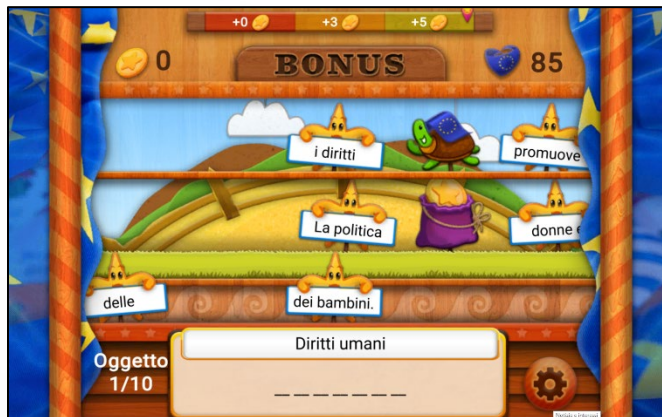 +0 +3 +5
0 BONUS 85
i diritti promuove
La politica donne e
delle dei bambini.
Diritti umani
Oggetto
1/10
_ _ _ _ _ _ _